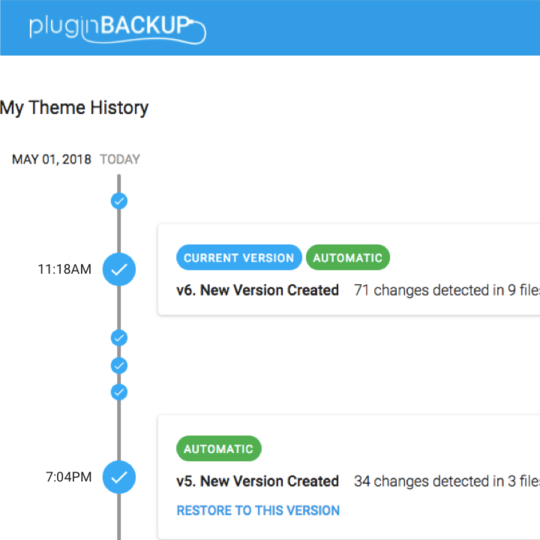 pluginBACKUP
My Theme History
MAY 01, 2018 TODAY
11:18AM
CURRENT VERSION AUTOMATIC
v6. New Version Created 71 changes detected in 9 file
7:04PM
AUTOMATIC
v5. New Version Created 34 changes detected in 3 file
RESTORE TO THIS VERSION